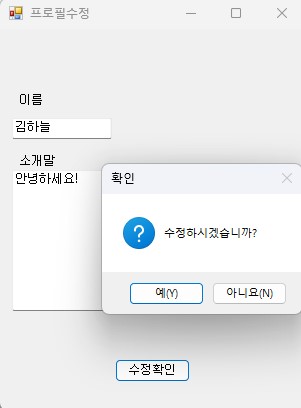 프로필수정
이름
김하늘
소개말
안녕하세요!
확인
수정하시겠습니까?
예(Y)
아니요(N)
수정확인